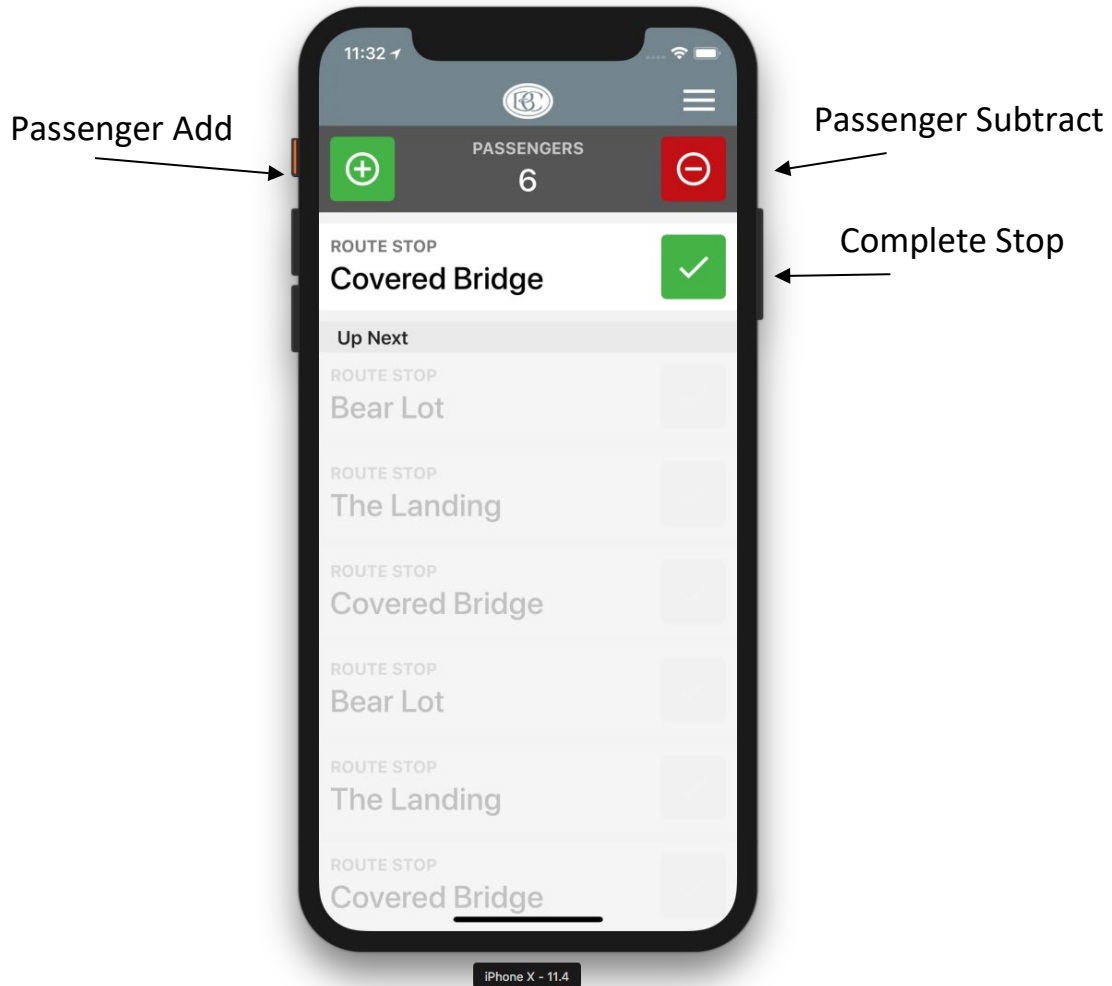 11:32
Passenger Add
Passenger Subtract
PASSENGERS
6
Complete Stop
ROUTE STOP
Covered Bridge
Up Next
ROUTE STOP
Bear Lot
ROUTE STOP
The Landing
ROUTE STOP
Covered Bridge
ROUTE STOP
Bear Lot
ROUTE STOP
The Landing
ROUTE STOP
Covered Bridge
iPhone X - 11.4